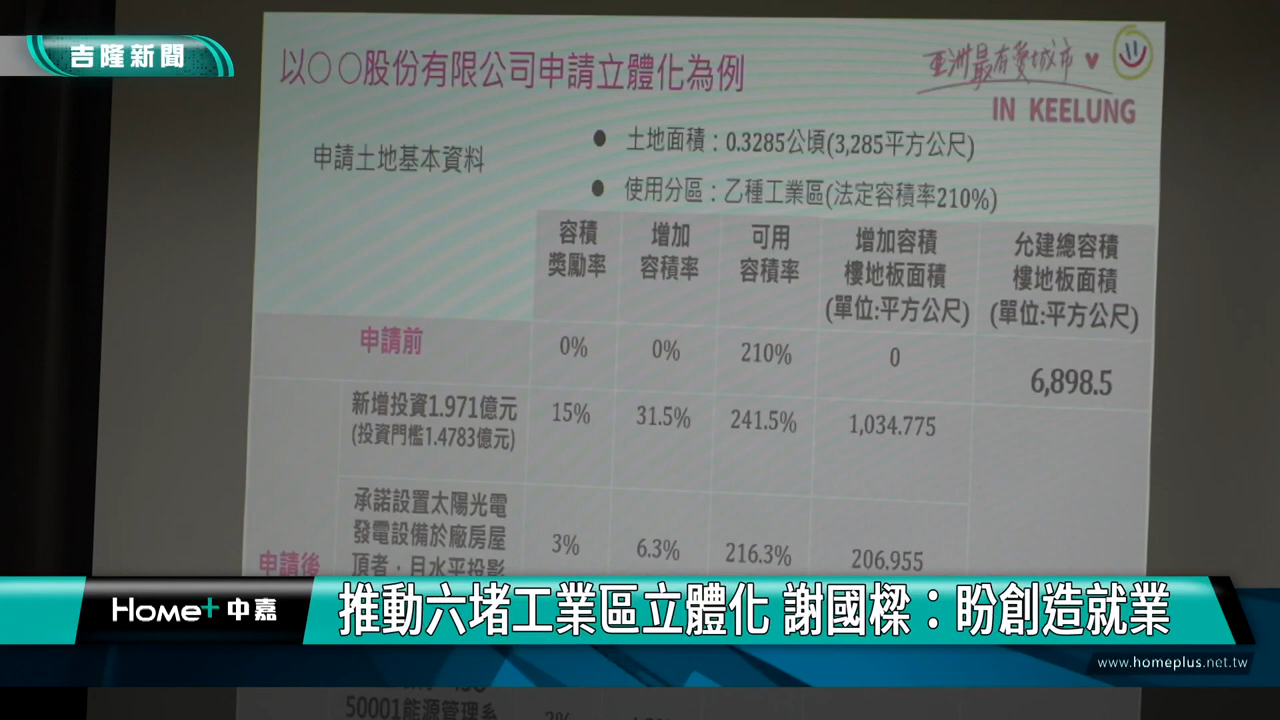 吉隆新聞
以○○股份有限公司申請立體化為例
亞洲最有愛城市
IN KEELUNG
申請土地基本資料
● 土地面積：0.3285公頃(3,285平方公尺)
● 使用分區：乙種工業區(法定容積率210%)
容積獎勵率 增加容積率 可用容積率 增加容積樓地板面積(單位:平方公尺) 允建總容積樓地板面積(單位:平方公尺)
申請前 0% 0% 210% 0 6,898.5
新增投資1.971億元 15% 31.5% 241.5% 1,034.775
(投資門檻1.4783億元)
承諾設置太陽光電
發電設備於廠房屋 3% 6.3% 216.3% 206.955
頂者，且水平投影
申請後
Home+中嘉
推動六堵工業區立體化 謝國樑：盼創造就業
www.homeplus.net.tw
50001能源管理系